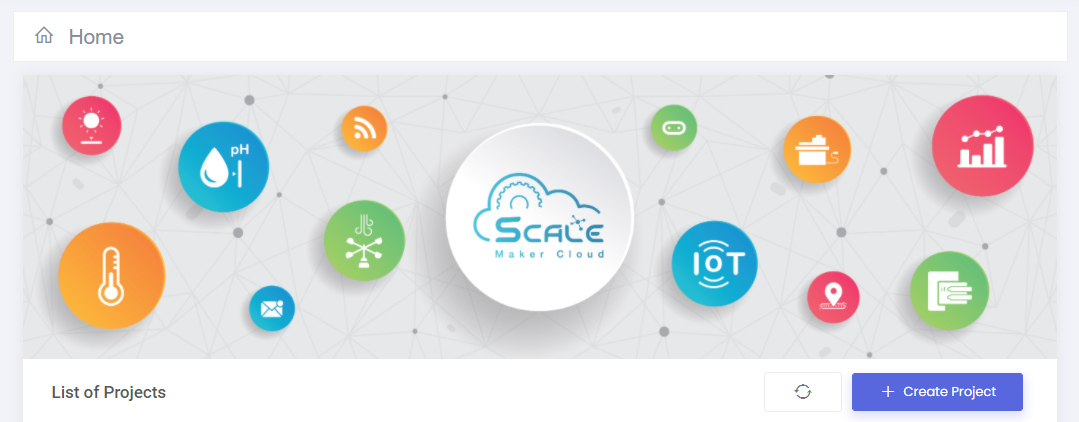 Home
pH
SCALE
Maker Cloud
IOT
List of Projects
+ Create Project